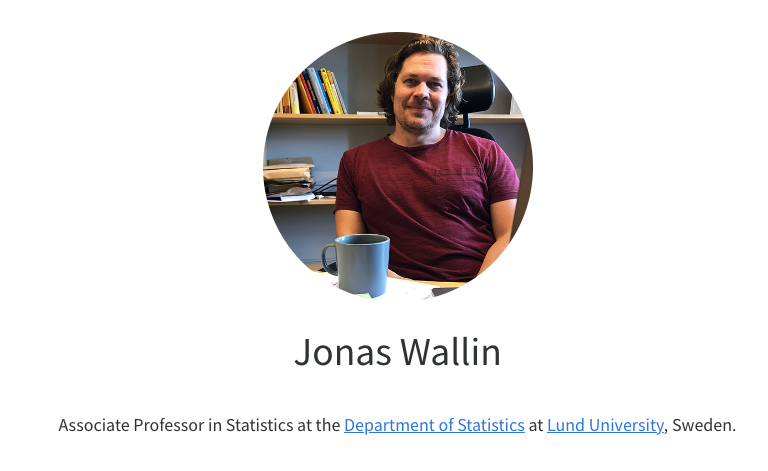 Jonas Wallin
Associate Professor in Statistics at the Department of Statistics at Lund University, Sweden.